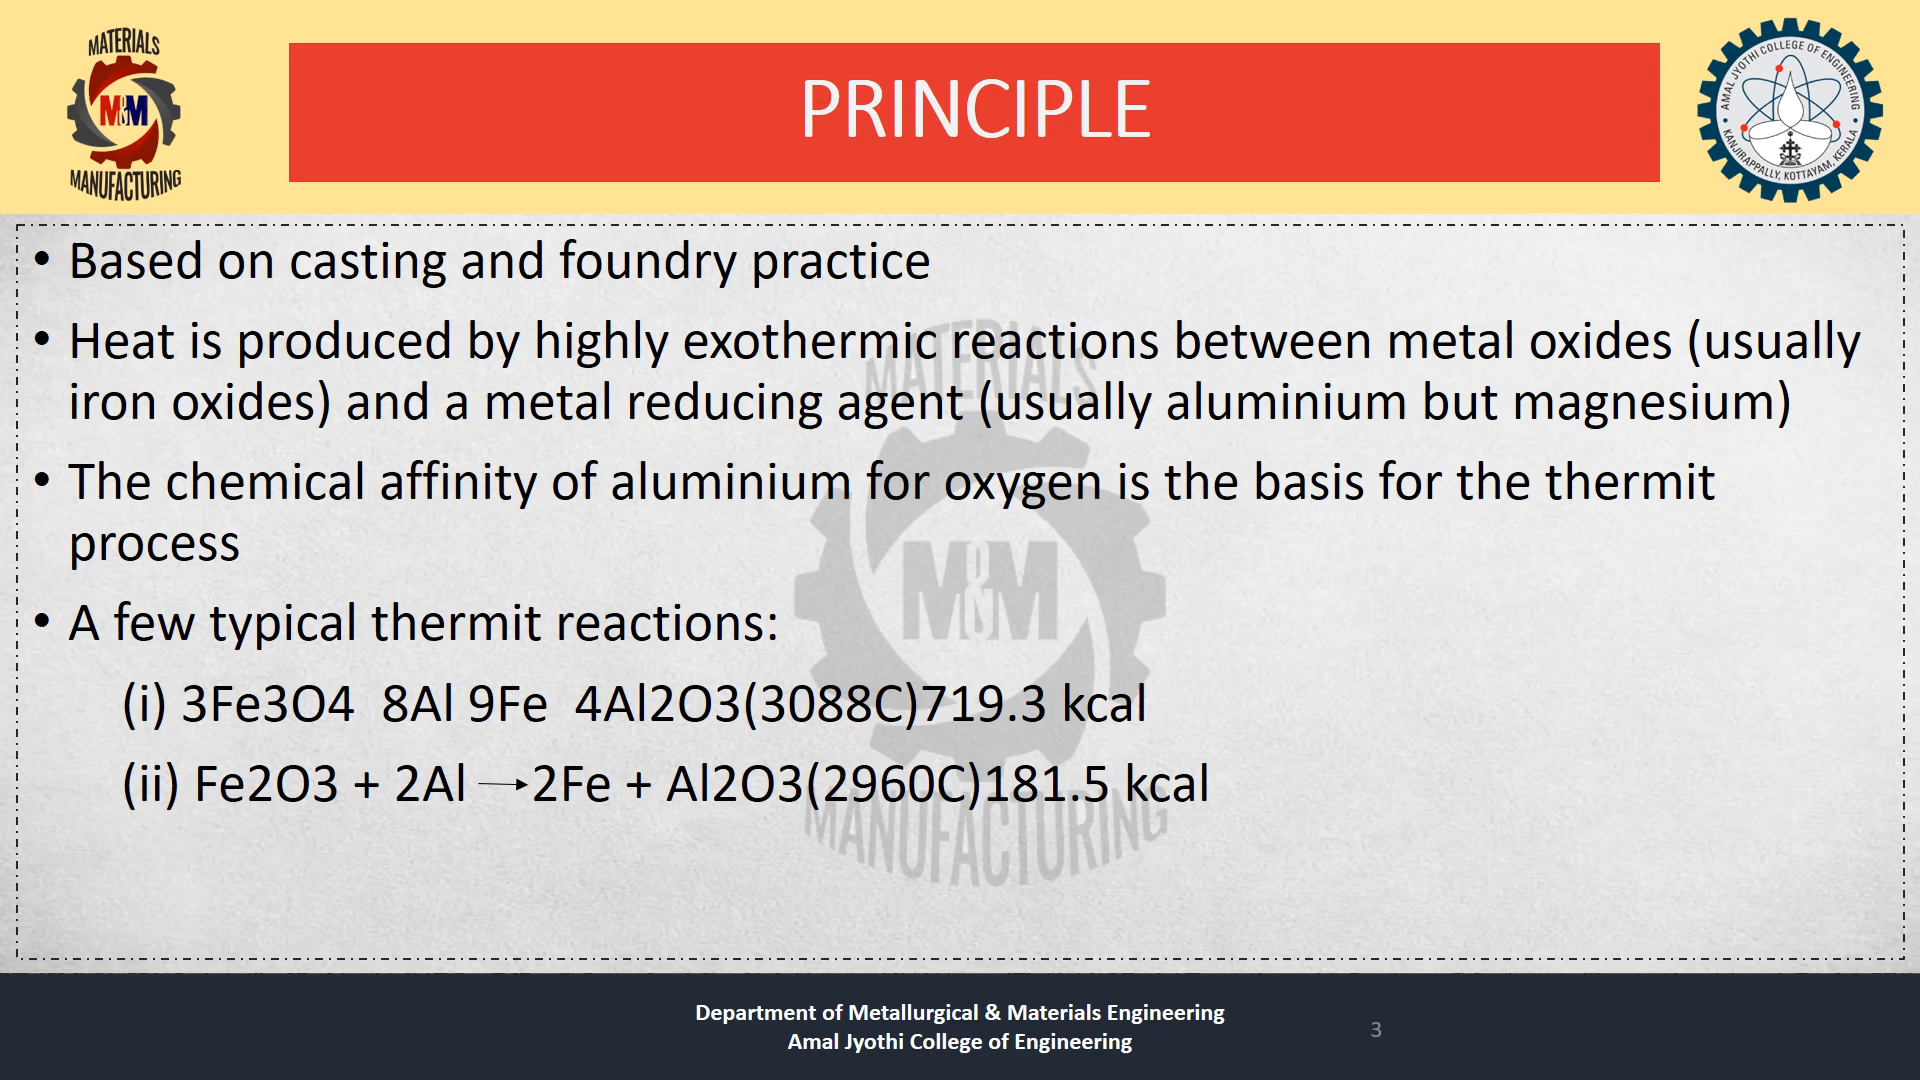 MATERIALS
M&M
MANUFACTURING
PRINCIPLE
AMAL JYOTHI COLLEGE OF ENGINEERING
KANJIRAPPALLY, KOTTAYAM, KERALA
• Based on casting and foundry practice
• Heat is produced by highly exothermic reactions between metal oxides (usually
iron oxides) and a metal reducing agent (usually aluminium but magnesium)
• The chemical affinity of aluminium for oxygen is the basis for the thermit
process
• A few typical thermit reactions:
(i) 3Fe3O4  8Al 9Fe  4Al2O3(3088C)719.3 kcal
(ii) Fe2O3 + 2Al → 2Fe + Al2O3(2960C)181.5 kcal
MATERIALS
M&M
MANUFACTURING
Department of Metallurgical & Materials Engineering
Amal Jyothi College of Engineering
3